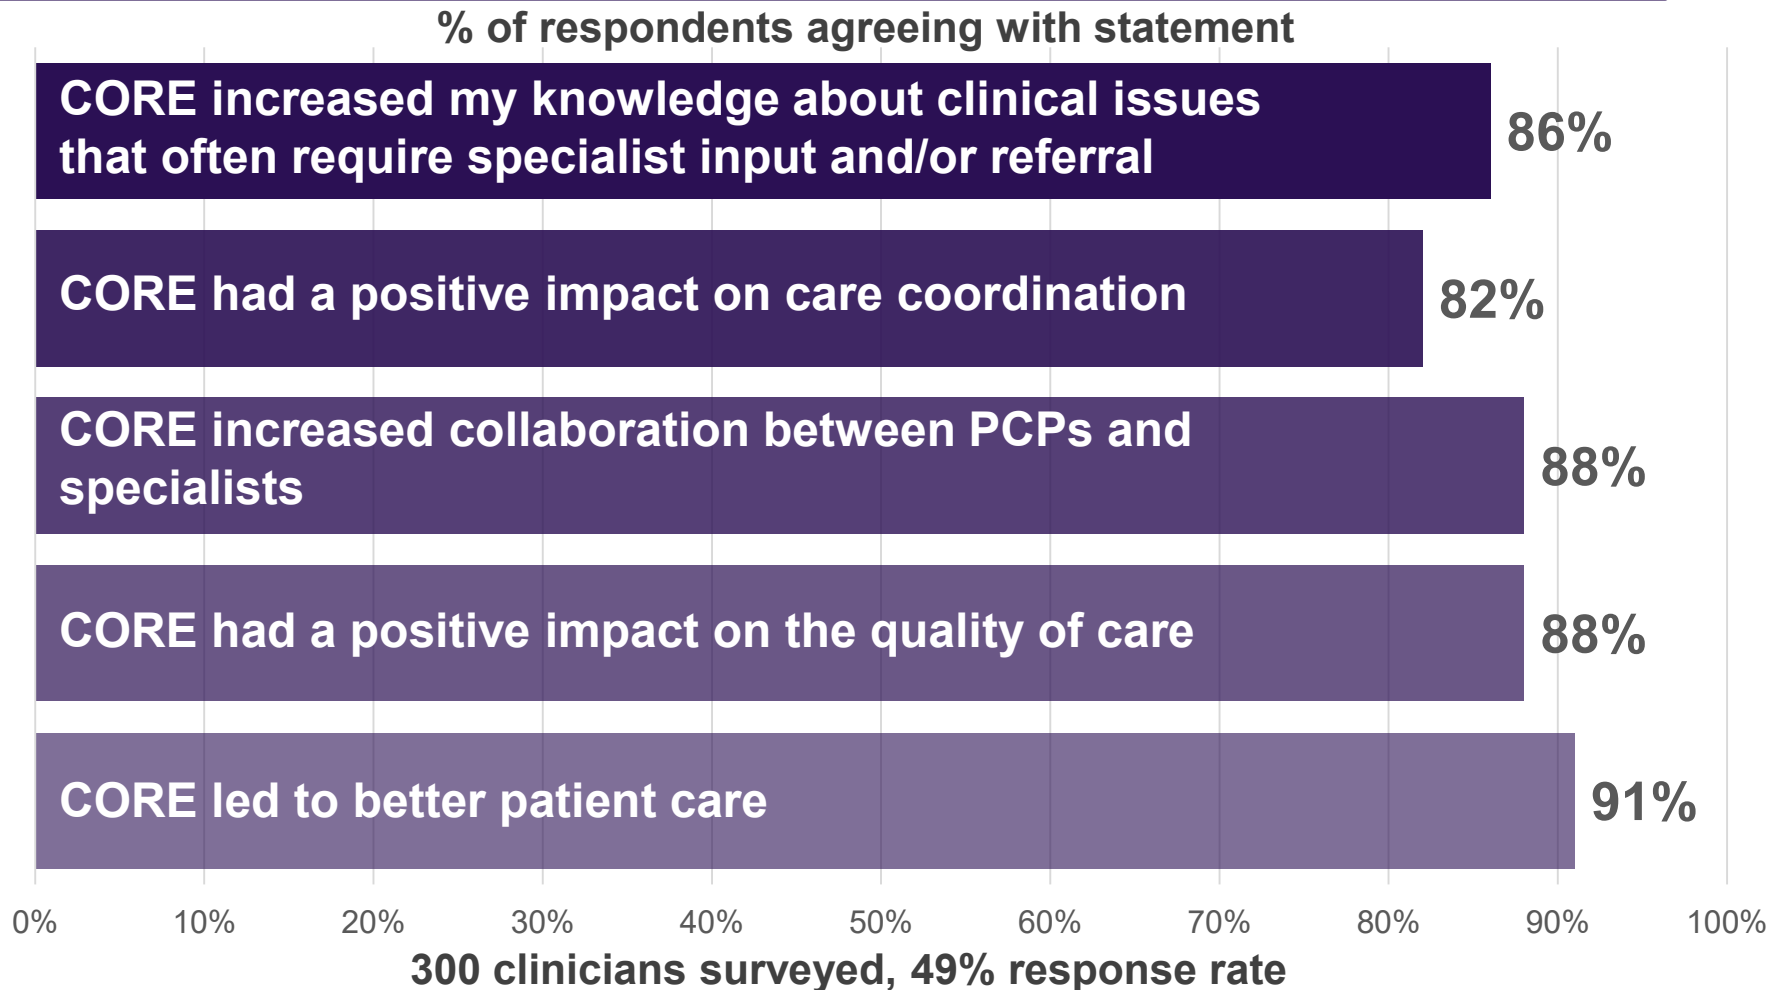 % of respondents agreeing with statement
CORE increased my knowledge about clinical issues
that often require specialist input and/or referral
86%
CORE had a positive impact on care coordination
82%
CORE increased collaboration between PCPs and
specialists
88%
CORE had a positive impact on the quality of care
88%
CORE led to better patient care
91%
0% 10% 20% 30% 40% 50% 60% 70% 80% 90% 100%
300 clinicians surveyed, 49% response rate